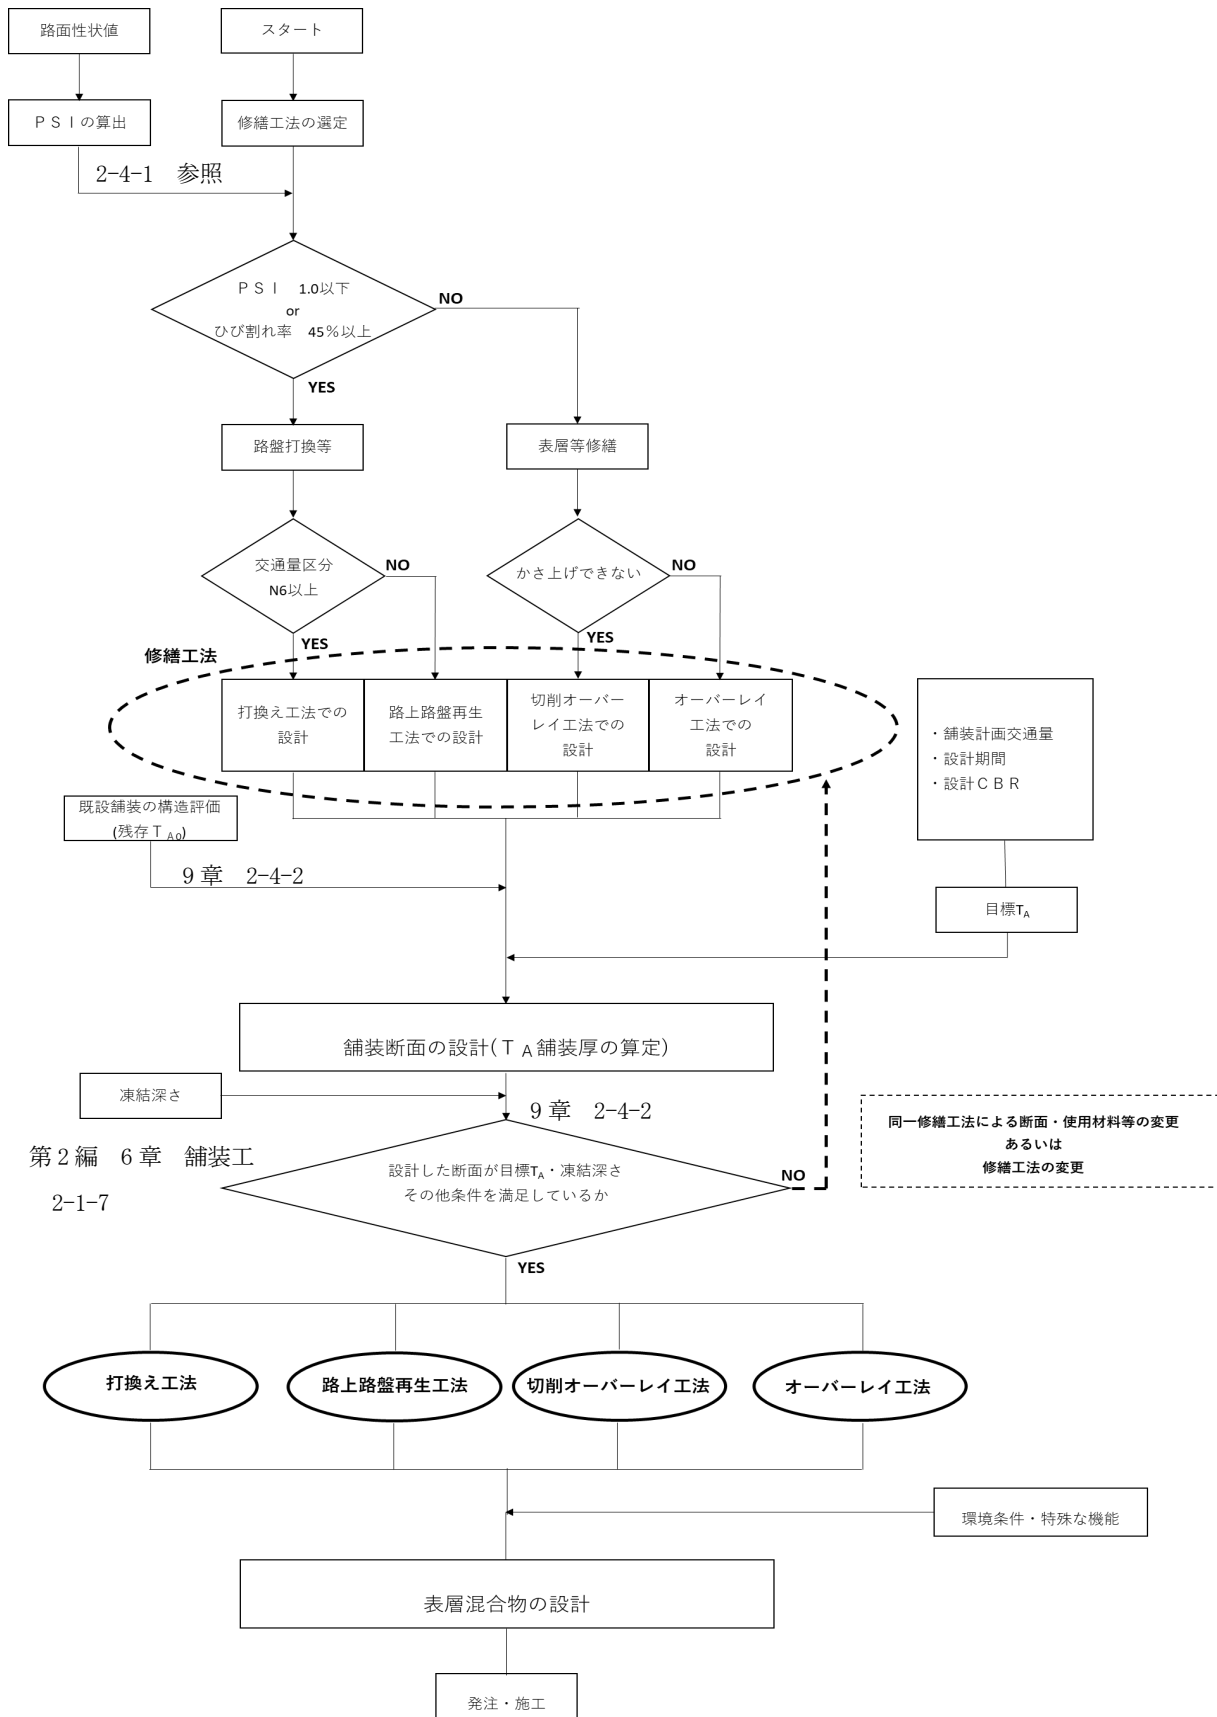 路面性状値
スタート
ＰＳＩの算出
修繕工法の選定
2-4-1　参照
ＰＳＩ　1.0以下
or
ひび割れ率　45％以上
NO
YES
路盤打換等
表層等修繕
交通量区分
N6以上
NO
YES
かさ上げできない
NO
YES
修繕工法
打換え工法での
設計
路上路盤再生
工法での設計
切削オーバー
レイ工法での
設計
オーバーレイ
工法での
設計
・舗装計画交通量
・設計期間
・設計ＣＢＲ
既設舗装の構造評価
(残存ＴA0)
9章　2-4-2
目標TA
舗装断面の設計(ＴA舗装厚の算定)
凍結深さ
9章　2-4-2
第2編　6章　舗装工
2-1-7
設計した断面が目標TA・凍結深さ
その他条件を満足しているか
NO
YES
同一修繕工法による断面・使用材料等の変更
あるいは
修繕工法の変更
打換え工法
路上路盤再生工法
切削オーバーレイ工法
オーバーレイ工法
環境条件・特殊な機能
表層混合物の設計
発注・施工